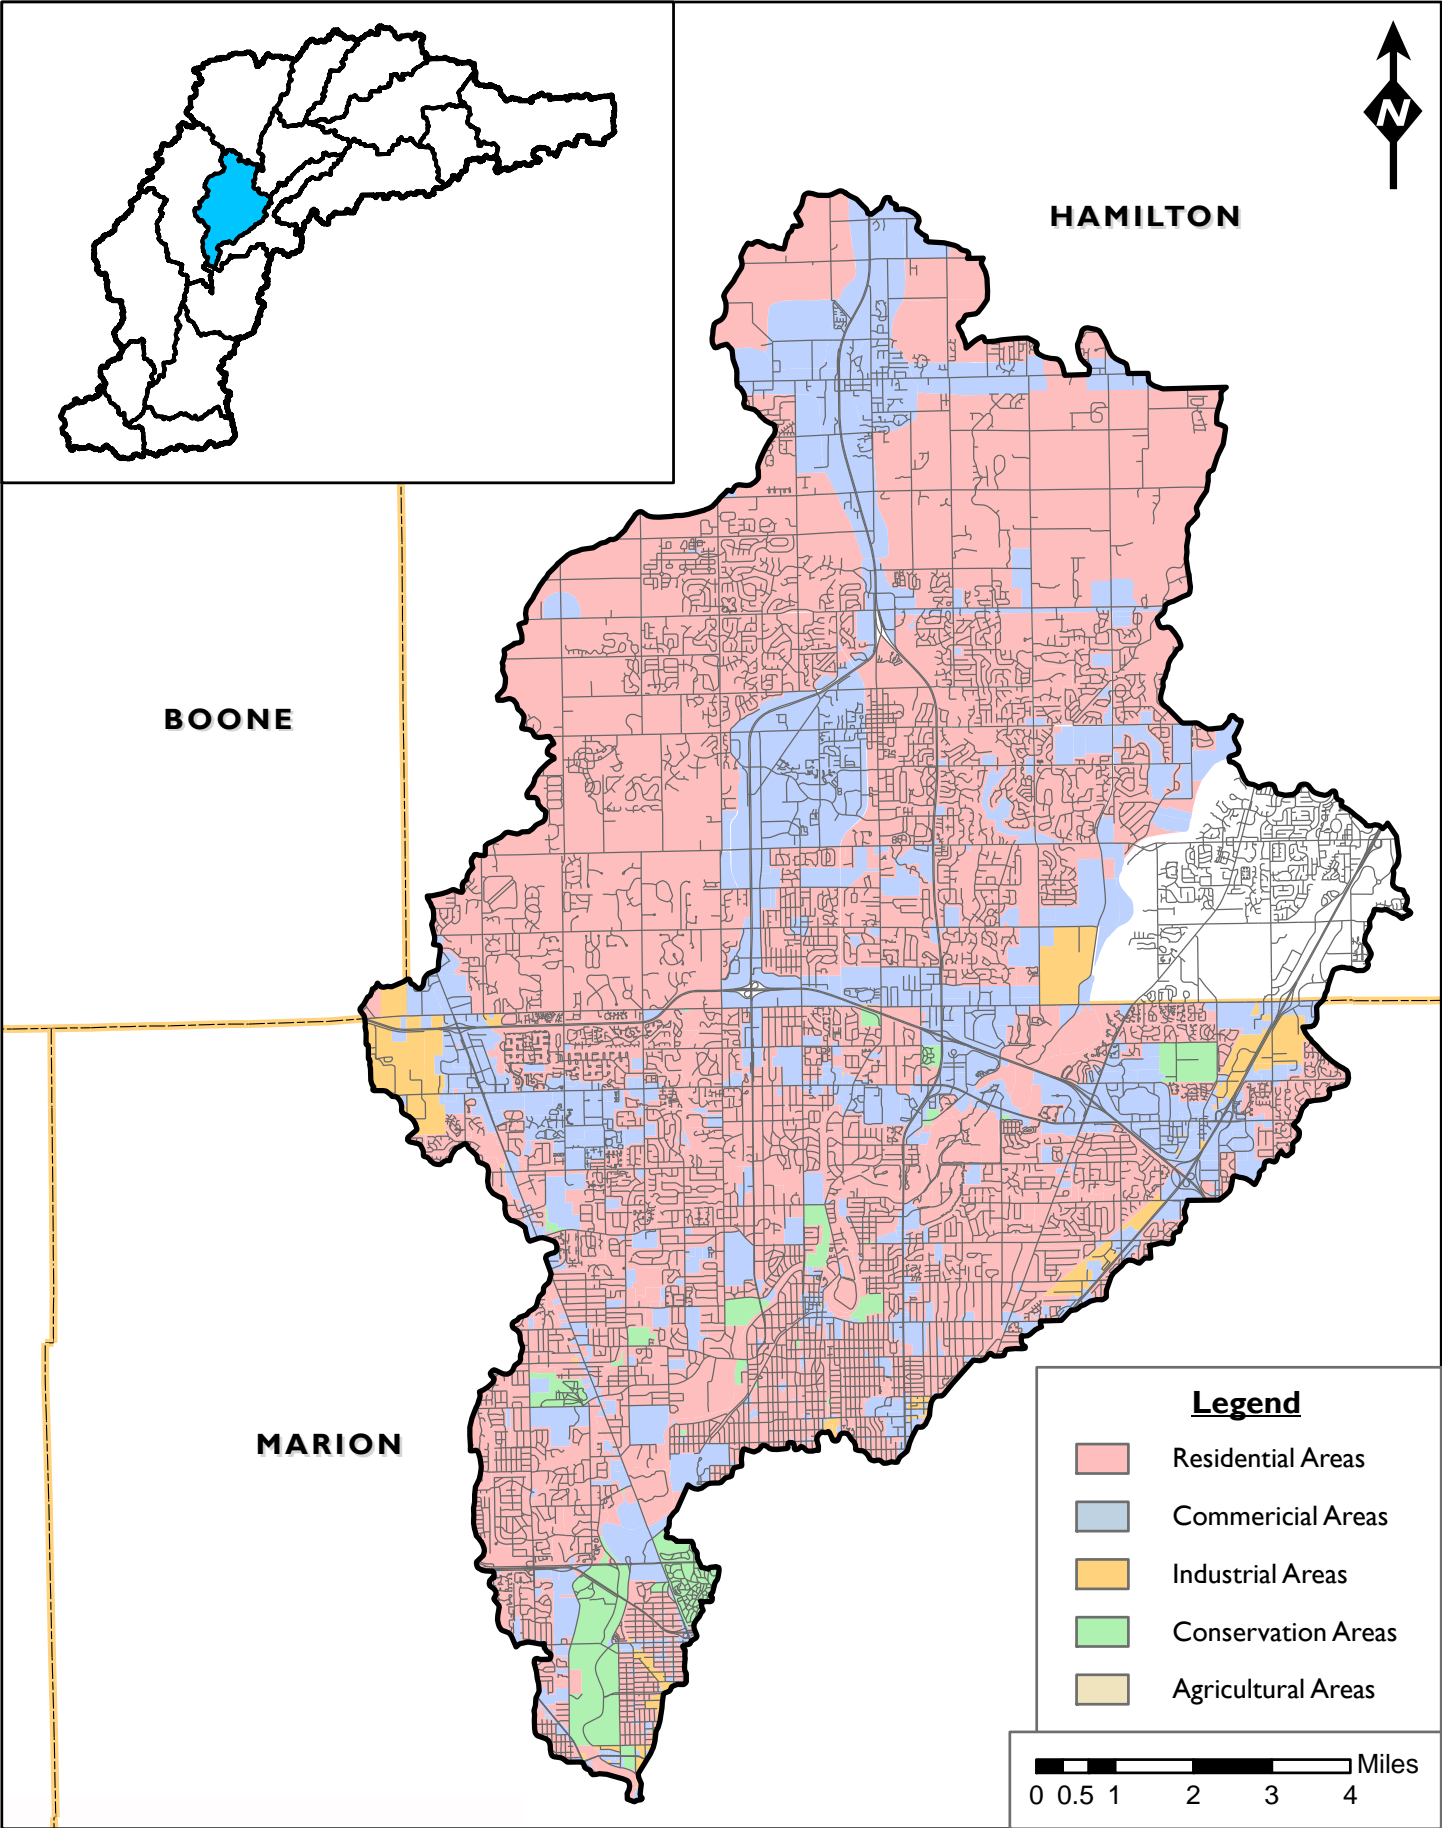 N
HAMILTON
BOONE
MARION
Legend
Residential Areas
Commericial Areas
Industrial Areas
Conservation Areas
Agricultural Areas
Miles
0 0.5 1 2 3 4